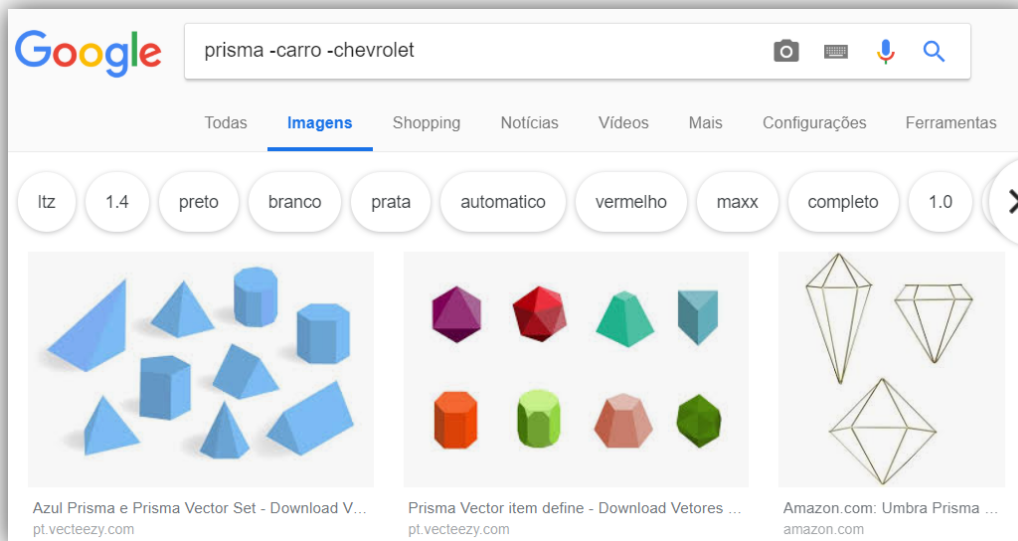 Google
prisma -carro -chevrolet
Todas Imagens Shopping Notícias Vídeos Mais Configurações Ferramentas
ltz 1.4 preto branco prata automatico vermelho maxx completo 1.0
Azul Prisma e Prisma Vector Set - Download V... Prisma Vector item define - Download Vetores ... Amazon.com: Umbra Prisma ...
pt.vecteezy.com pt.vecteezy.com amazon.com